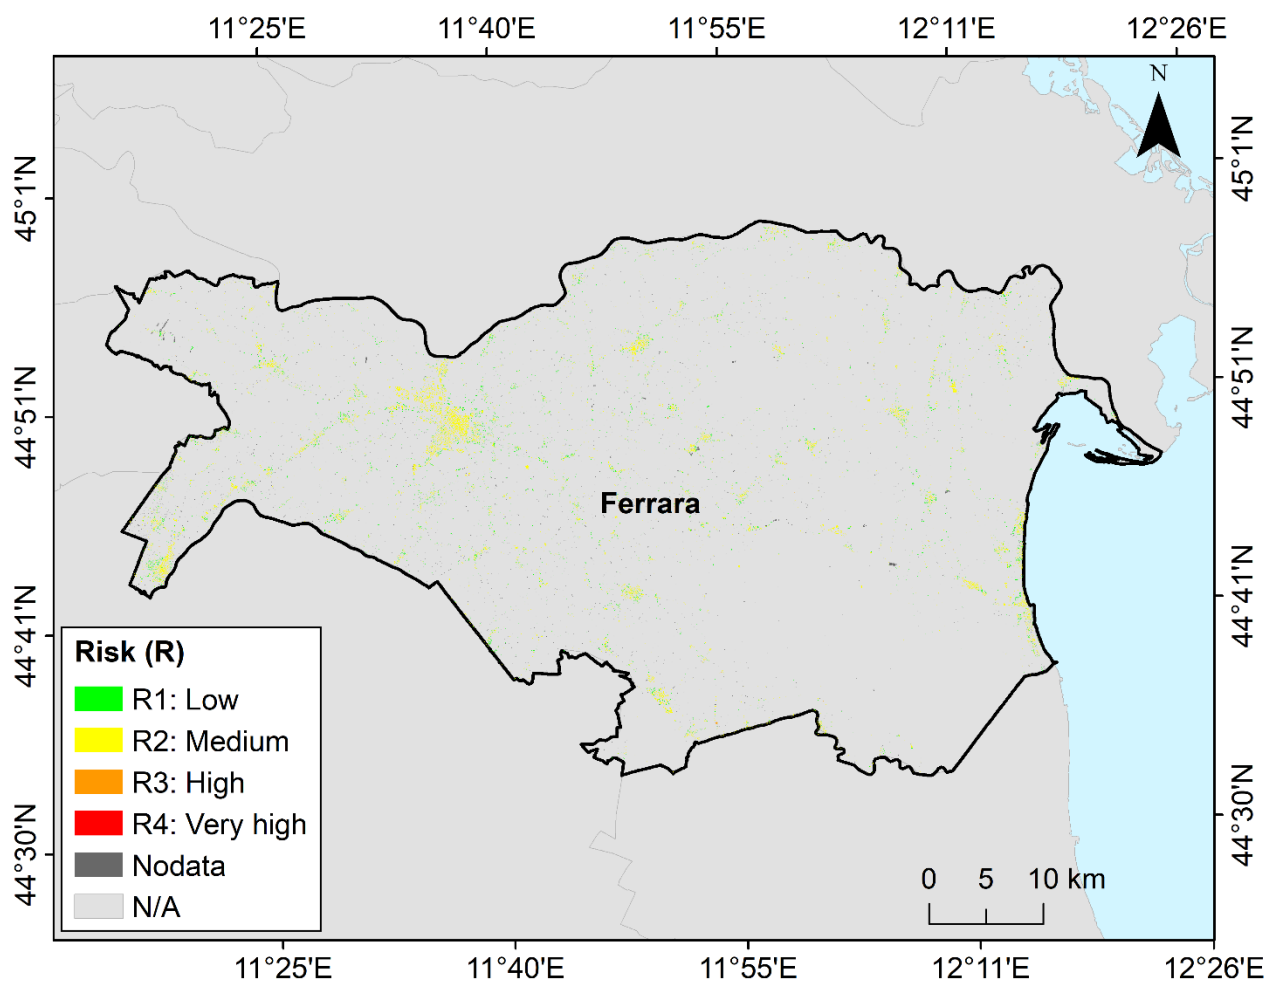 11°25'E 11°40'E 11°55'E 12°11'E 12°26'E
N
45°1'N
45°1'N
44°51'N
44°51'N
Ferrara
44°41'N
44°41'N
44°30'N
44°30'N
Risk (R)
R1: Low
R2: Medium
R3: High
R4: Very high
Nodata
N/A
0 5 10 km
11°25'E 11°40'E 11°55'E 12°11'E 12°26'E